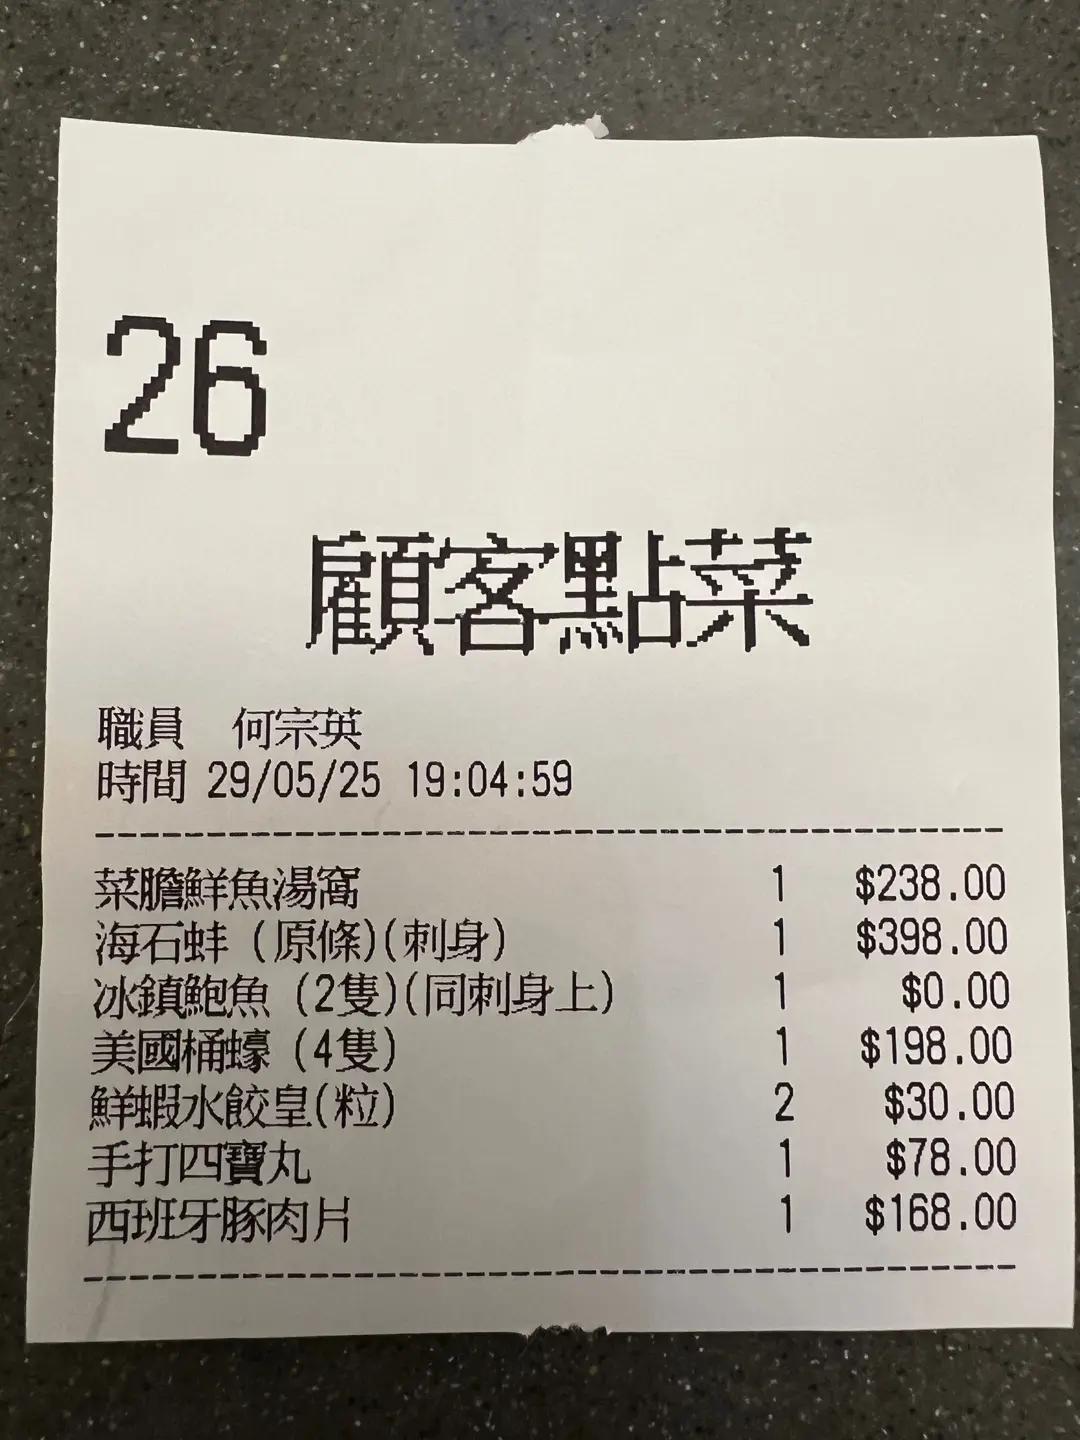 26
顧客點菜
職員 何宗英
時間 29/05/25 19:04:59
菜膽鮮魚湯窩 1 $238.00
海石蚌 (原條)(刺身) 1 $398.00
冰鎮鮑魚 (2隻)(同刺身上) 1 $0.00
美國桶蠔 (4隻) 1 $198.00
鮮蝦水餃皇(粒) 2 $30.00
手打四寶丸 1 $78.00
西班牙豚肉片 1 $168.00